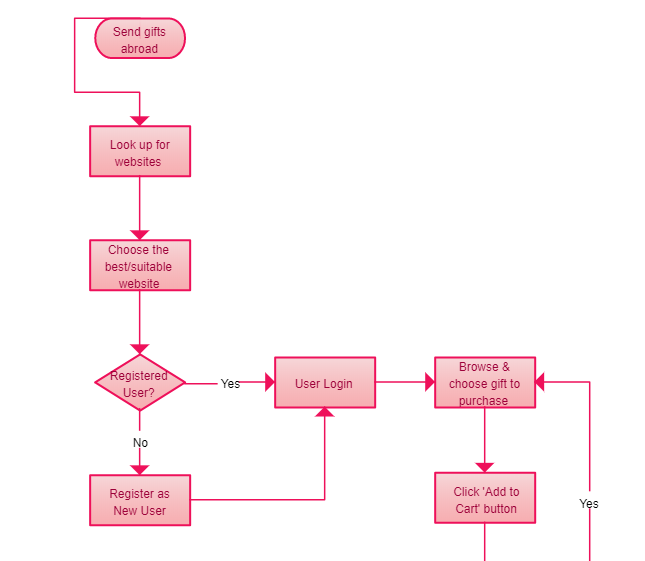 Send gifts
abroad
Look up for
websites
Choose the
best/suitable
website
Registered
User?
Yes
User Login
Browse &
choose gift to
purchase
No
Register as
New User
Click 'Add to
Cart' button
Yes